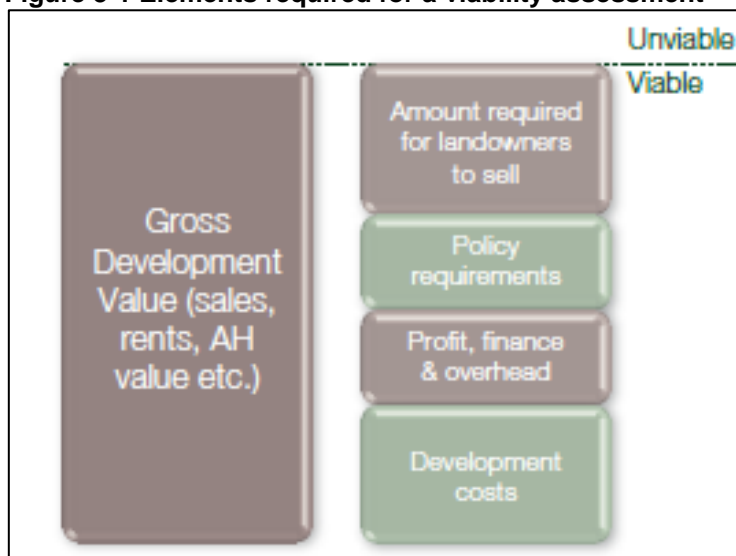 Figure 3-1 Elements required for a viability assessment
Unviable
Viable
Gross
Development
Value (sales,
rents, AH
value etc.)
Amount required
for landowners
to sell
Policy
requirements
Profit, finance
& overhead
Development
costs